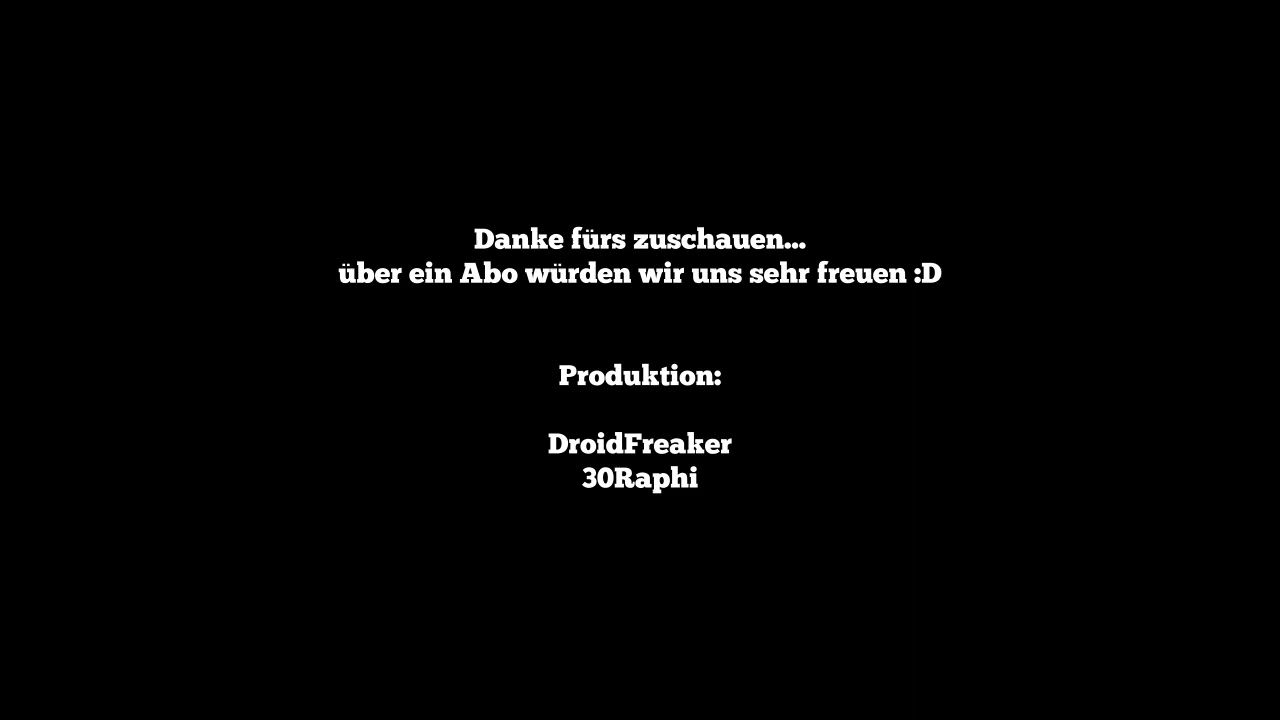 Danke fürs zuschauen...
über ein Abo würden wir uns sehr freuen :D
Produktion:
DroidFreaker
30Raphi